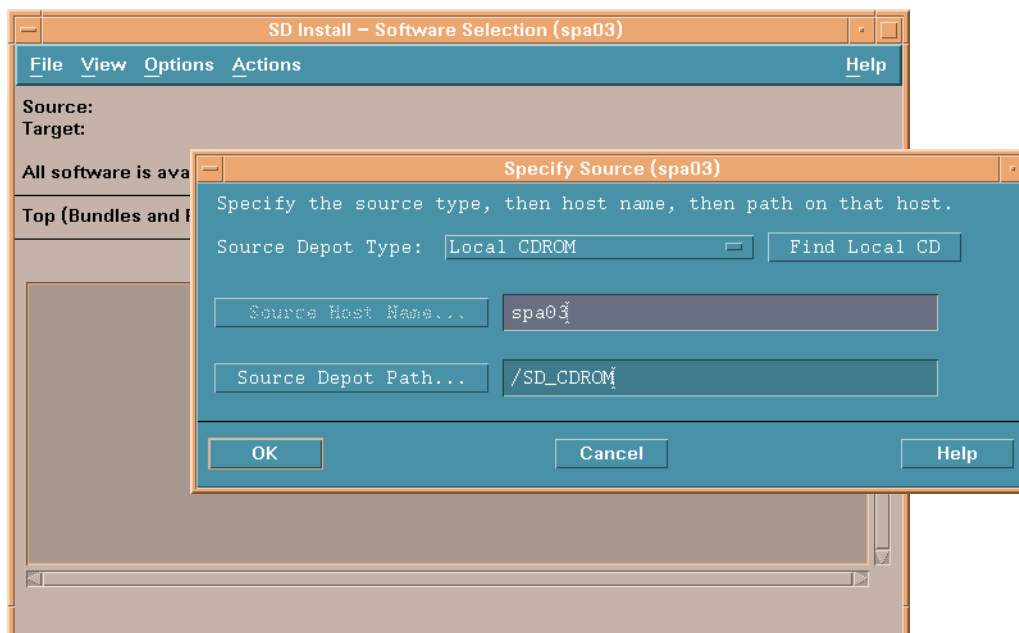 SD Install – Software Selection (spa03)
File View Options Actions Help
Source:
Target:
All software is ava
Top (Bundles and
Specify Source (spa03)
Specify the source type, then host name, then path on that host.
Source Depot Type: Local CDROM Find Local CD
Source Host Name... spa03
Source Depot Path... /SD_CDROM
OK Cancel Help